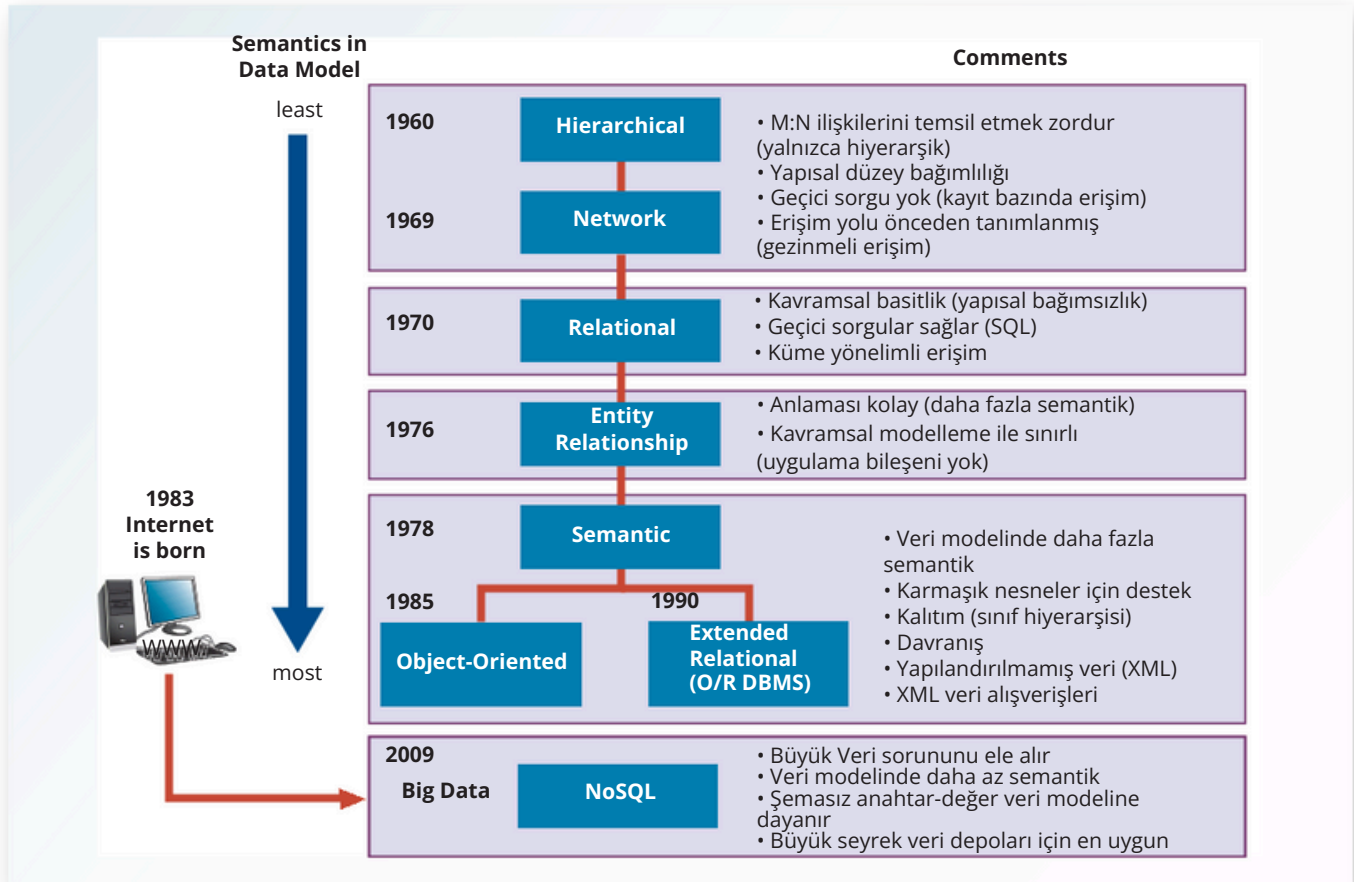 Semantics in
Data Model
Comments
least
1960
Hierarchical
• M:N ilişkilerini temsil etmek zordur
(yalnızca hiyerarşik)
• Yapısal düzey bağımlılığı
• Geçici sorgu yok (kayıt bazında erişim)
• Erişim yolu önceden tanımlanmış
(gezinmeli erişim)
1969
Network
1970
Relational
• Kavramsal basitlik (yapısal bağımsızlık)
• Geçici sorgular sağlar (SQL)
• Küme yönelimli erişim
1976
Entity
Relationship
• Anlaması kolay (daha fazla semantik)
• Kavramsal modelleme ile sınırlı
(uygulama bileşeni yok)
1983
Internet
is born
WWW
most
1978
Semantic
1985
1990
Object-Oriented
Extended
Relational
(O/R DBMS)
• Veri modelinde daha fazla
semantik
• Karmaşık nesneler için destek
• Kalıtım (sınıf hiyerarşisi)
• Davranış
• Yapılandırılmamış veri (XML)
• XML veri alışverişleri
2009
Big Data
NoSQL
• Büyük Veri sorununu ele alır
• Veri modelinde daha az semantik
• Şemasız anahtar-değer veri modeline
dayanır
• Büyük seyrek veri depoları için en uygun